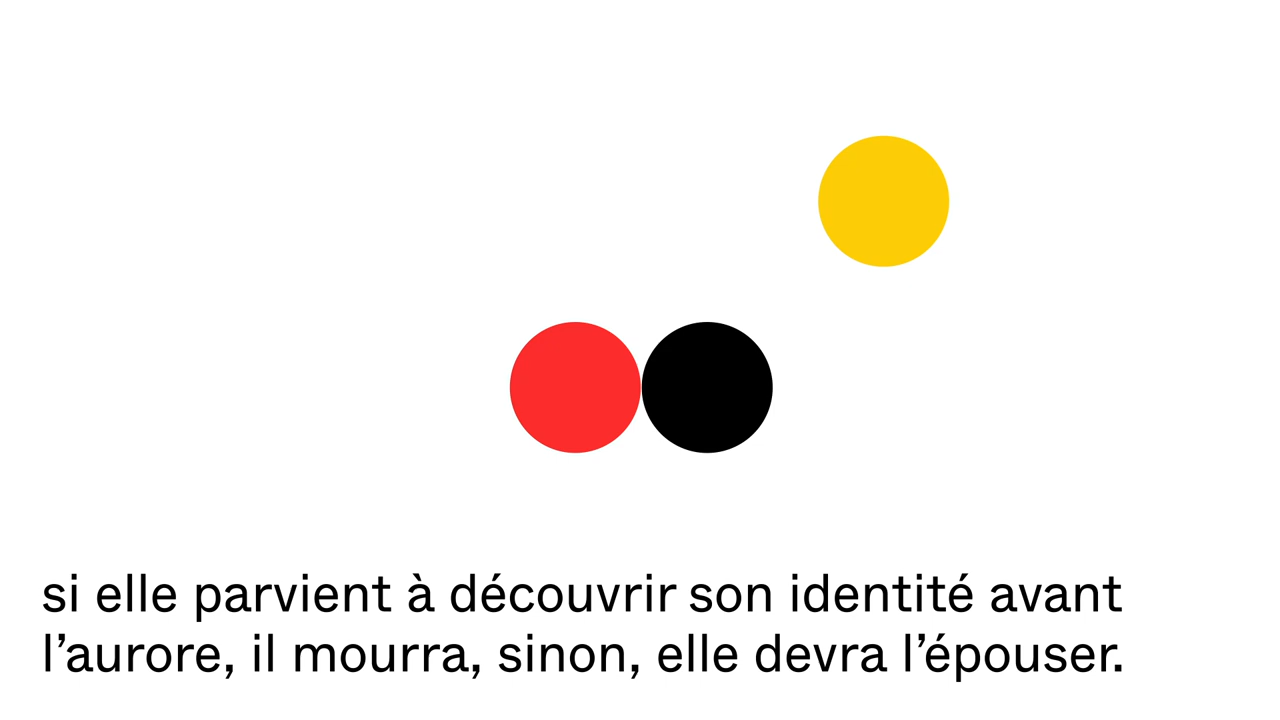 si elle parvient à découvrir son identité avant
l’aurore, il mourra, sinon, elle devra l’épouser.